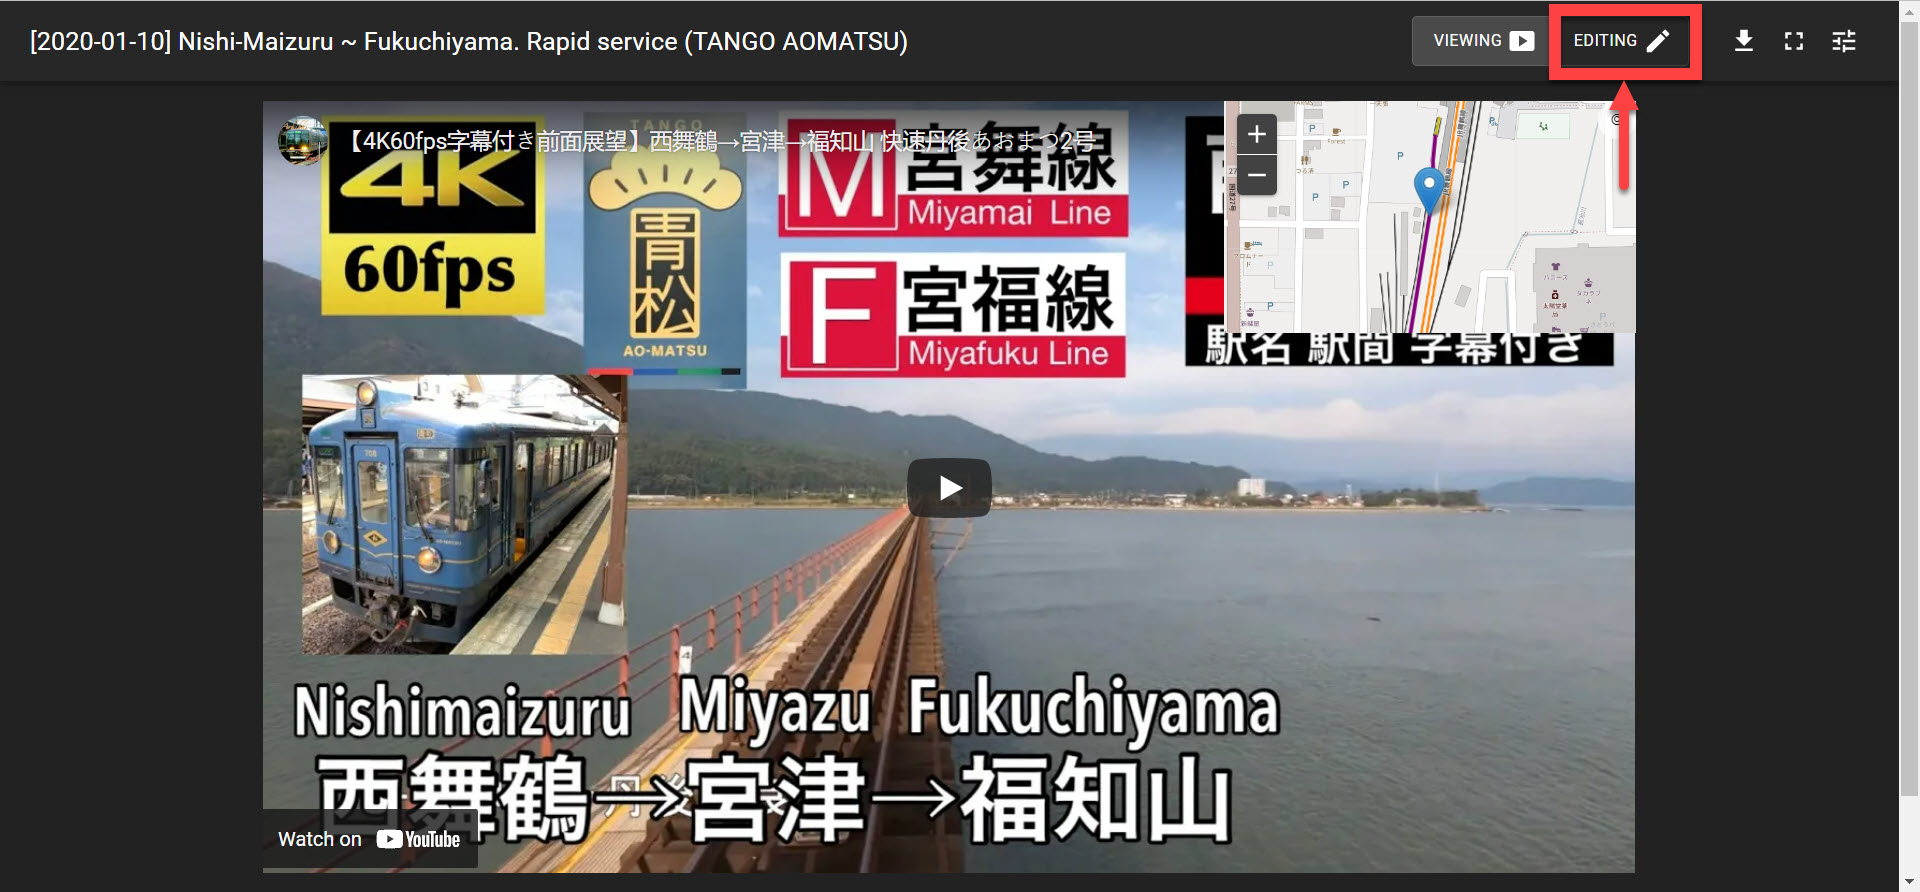 [2020-01-10] Nishi-Maizuru ~ Fukuchiyama. Rapid service (TANGO AOMATSU)
VIEWING
EDITING
【4K60fps字幕付き前面展望】西舞鶴→宮津→福知山 快速丹後あおまつ2号
4K
60fps
TANGO
青松
AO-MATSU
M 宮舞線
Miyamai Line
F 宮福線
Miyafuku Line
駅名 駅間 字幕付き
+
−
P
P
P
P
P
P
Forest
708
4
Nishimaizuru Miyazu Fukuchiyama
西舞鶴→宮津→福知山
Watch on YouTube